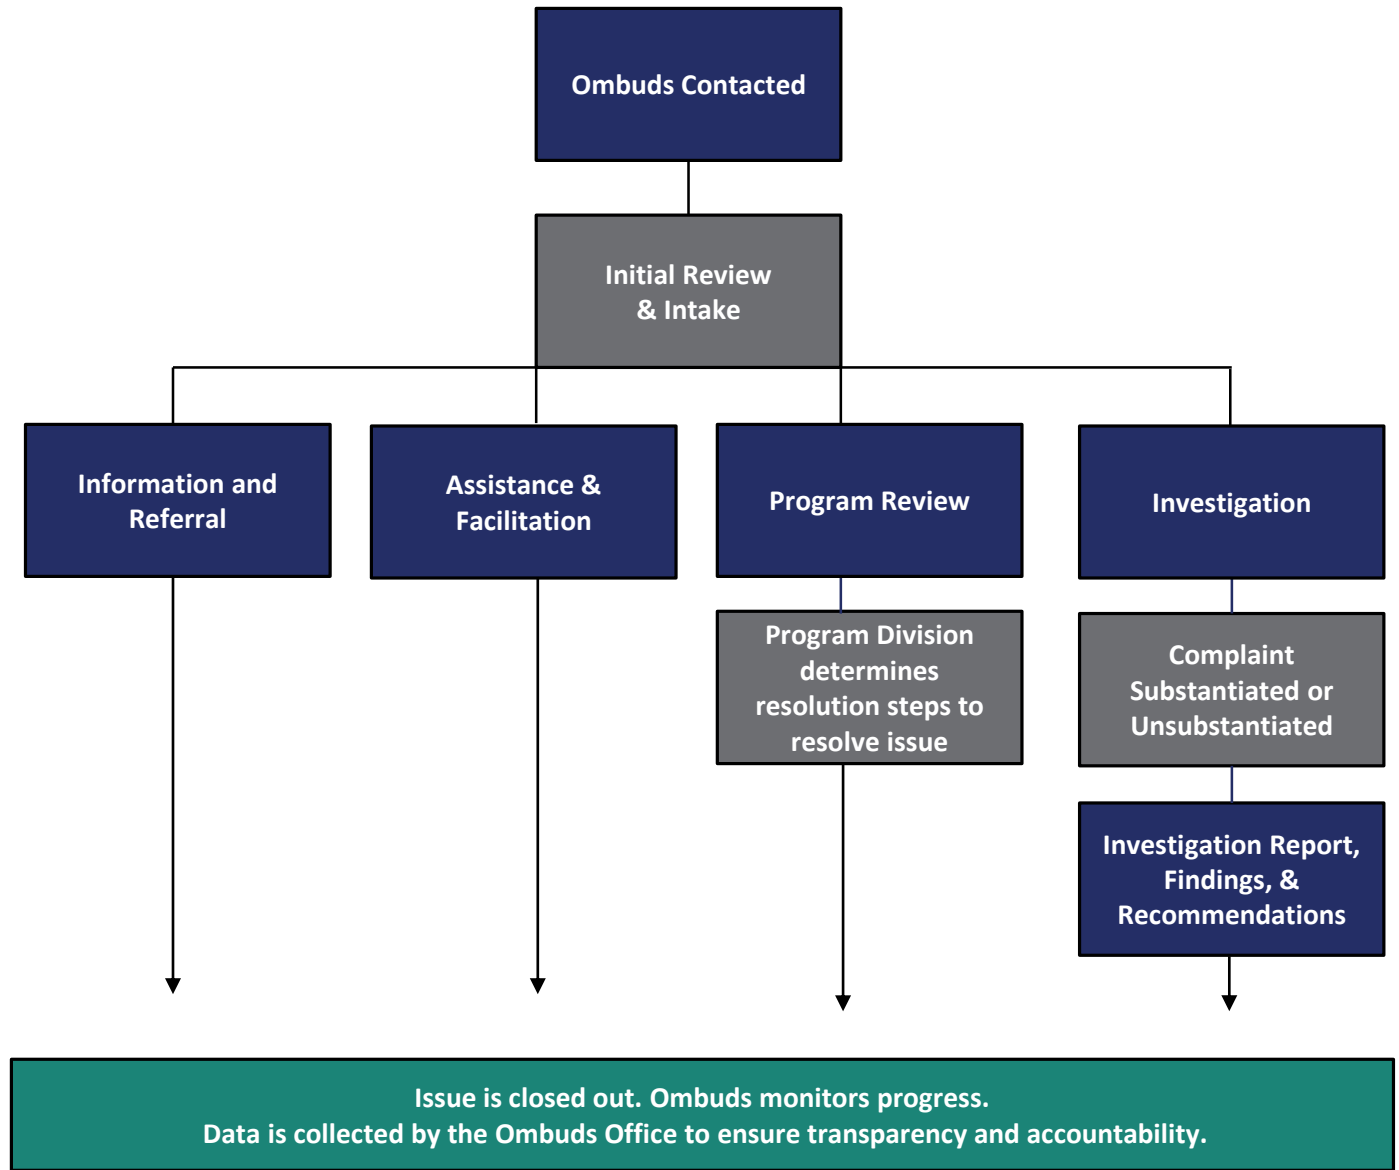 Ombuds Contacted
Initial Review
& Intake
Information and
Referral
Assistance &
Facilitation
Program Review
Investigation
Program Division
determines
resolution steps to
resolve issue
Complaint
Substantiated or
Unsubstantiated
Investigation Report,
Findings, &
Recommendations
Issue is closed out. Ombuds monitors progress.
Data is collected by the Ombuds Office to ensure transparency and accountability.